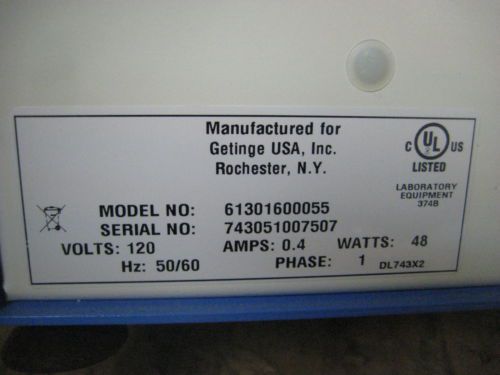 Manufactured for
Getinge USA, Inc.
Rochester, N.Y.
C UL US
LISTED
LABORATORY
EQUIPMENT
374B
MODEL NO: 61301600055
SERIAL NO: 743051007507
VOLTS: 120 AMPS: 0.4 WATTS: 48
Hz: 50/60 PHASE: 1 DL743X2